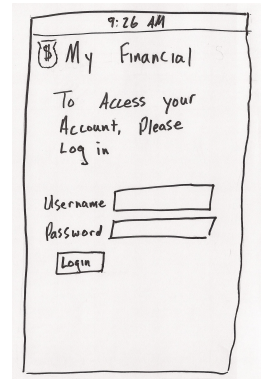 9:26 AM
$ My Financial
To Access your
Account, Please
Log in
Username
Password
Login